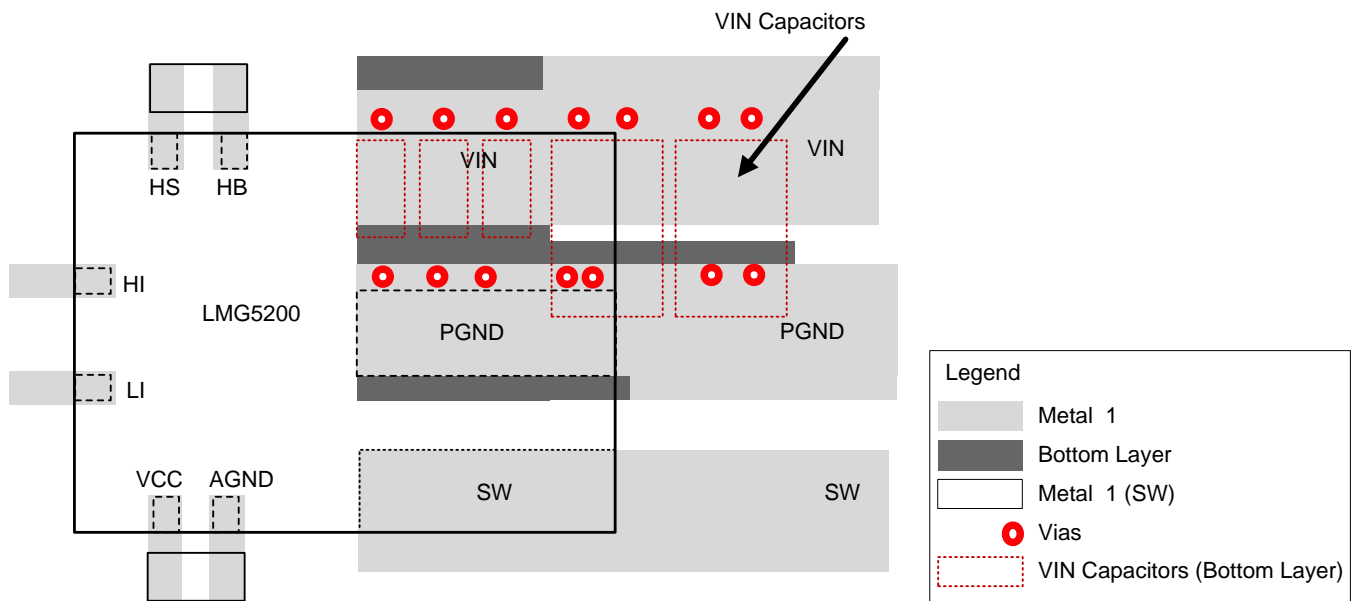 VIN Capacitors
VIN
VIN
HS
HB
HI
LMG5200
PGND
PGND
LI
VCC
AGND
SW
SW
Legend
Metal 1
Bottom Layer
Metal 1 (SW)
Vias
VIN Capacitors (Bottom Layer)